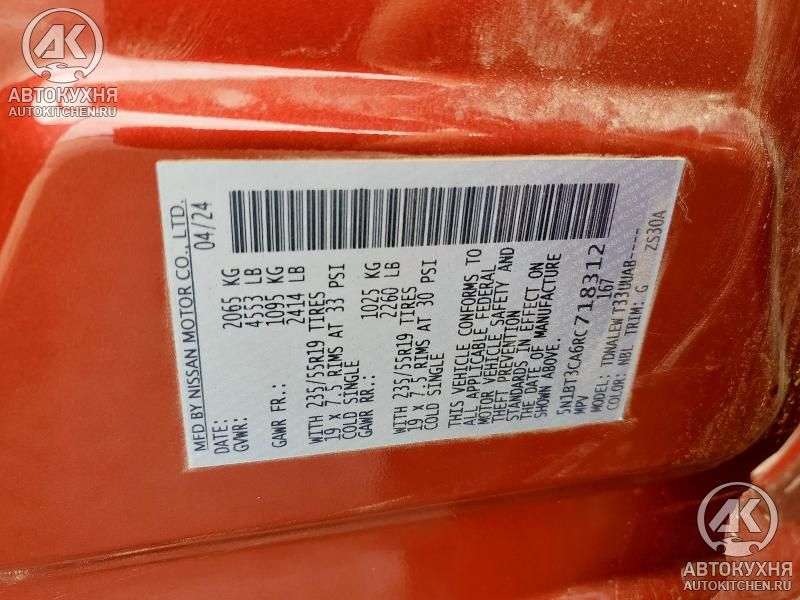 АК
АВТОКУХНЯ
AUTOKITCHEN.RU
MFD BY NISSAN MOTOR CO., LTD.
DATE: 04/24
GVWR: 2065 KG
4553 LB
GAWR FR.: 1095 KG
2414 LB
WITH 235/55R19 TIRES
19 X 7.5 RIMS AT 33 PSI
COLD SINGLE
GAWR RR.: 1025 KG
2260 LB
WITH 235/55R19 TIRES
19 X 7.5 RIMS AT 30 PSI
COLD SINGLE
THIS VEHICLE CONFORMS TO
ALL APPLICABLE FEDERAL
MOTOR VEHICLE SAFETY AND
THEFT PREVENTION
STANDARDS IN EFFECT ON
THE DATE OF MANUFACTURE
SHOWN ABOVE.
5N1BT3CA6RC718312
MPV 167
MODEL: TDWALEW T33UUAB----
COLOR: NBL TRIM: G ZS30A
АК
АВТОКУХНЯ
AUTOKITCHEN.RU